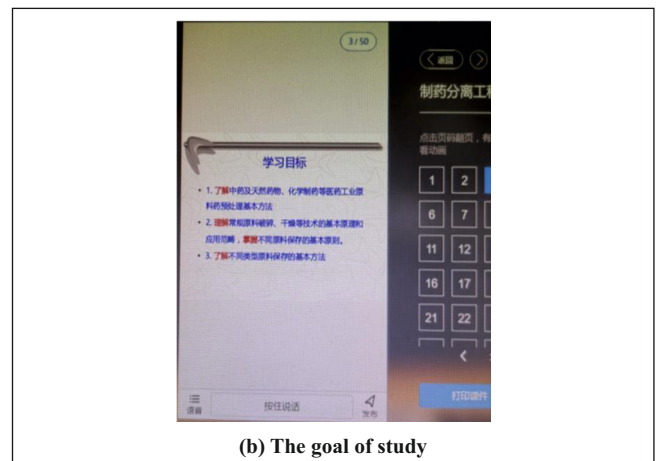 3 / 50
学习目标
• 1. 了解中药及天然药物、化学制药等医药工业原
料药预处理基本方法
• 2. 理解常规原料破碎、干燥等技术的基本原理和
应用范畴，掌握不同原料保存的基本原则。
• 3. 了解不同类型原料保存的基本方法
语音
按住说话
发布
返回
制药分离工程
点击页码翻页，有
看动画
1 2
6 7
11 12
16 17
21 22
打印课件
(b) The goal of study